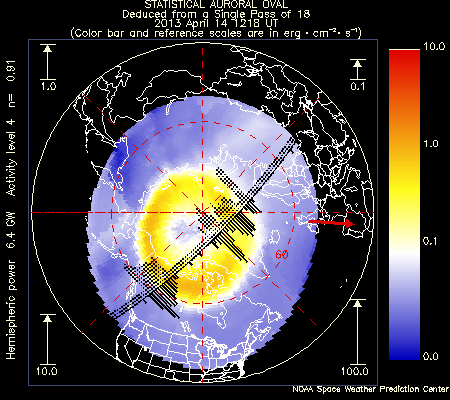 STATISTICAL AURORAL OVAL
Deduced from a Single Pass of 18
2013 April 14 1218 UT
(Color bar and reference scales are in erg · cm⁻² · s⁻¹)
Hemispheric power 6.4 GW Activity level 4 n= 0.91
1.0
0.1
10.0
100.0
60
10.0
1.0
0.1
0.0
NOAA Space Weather Prediction Center